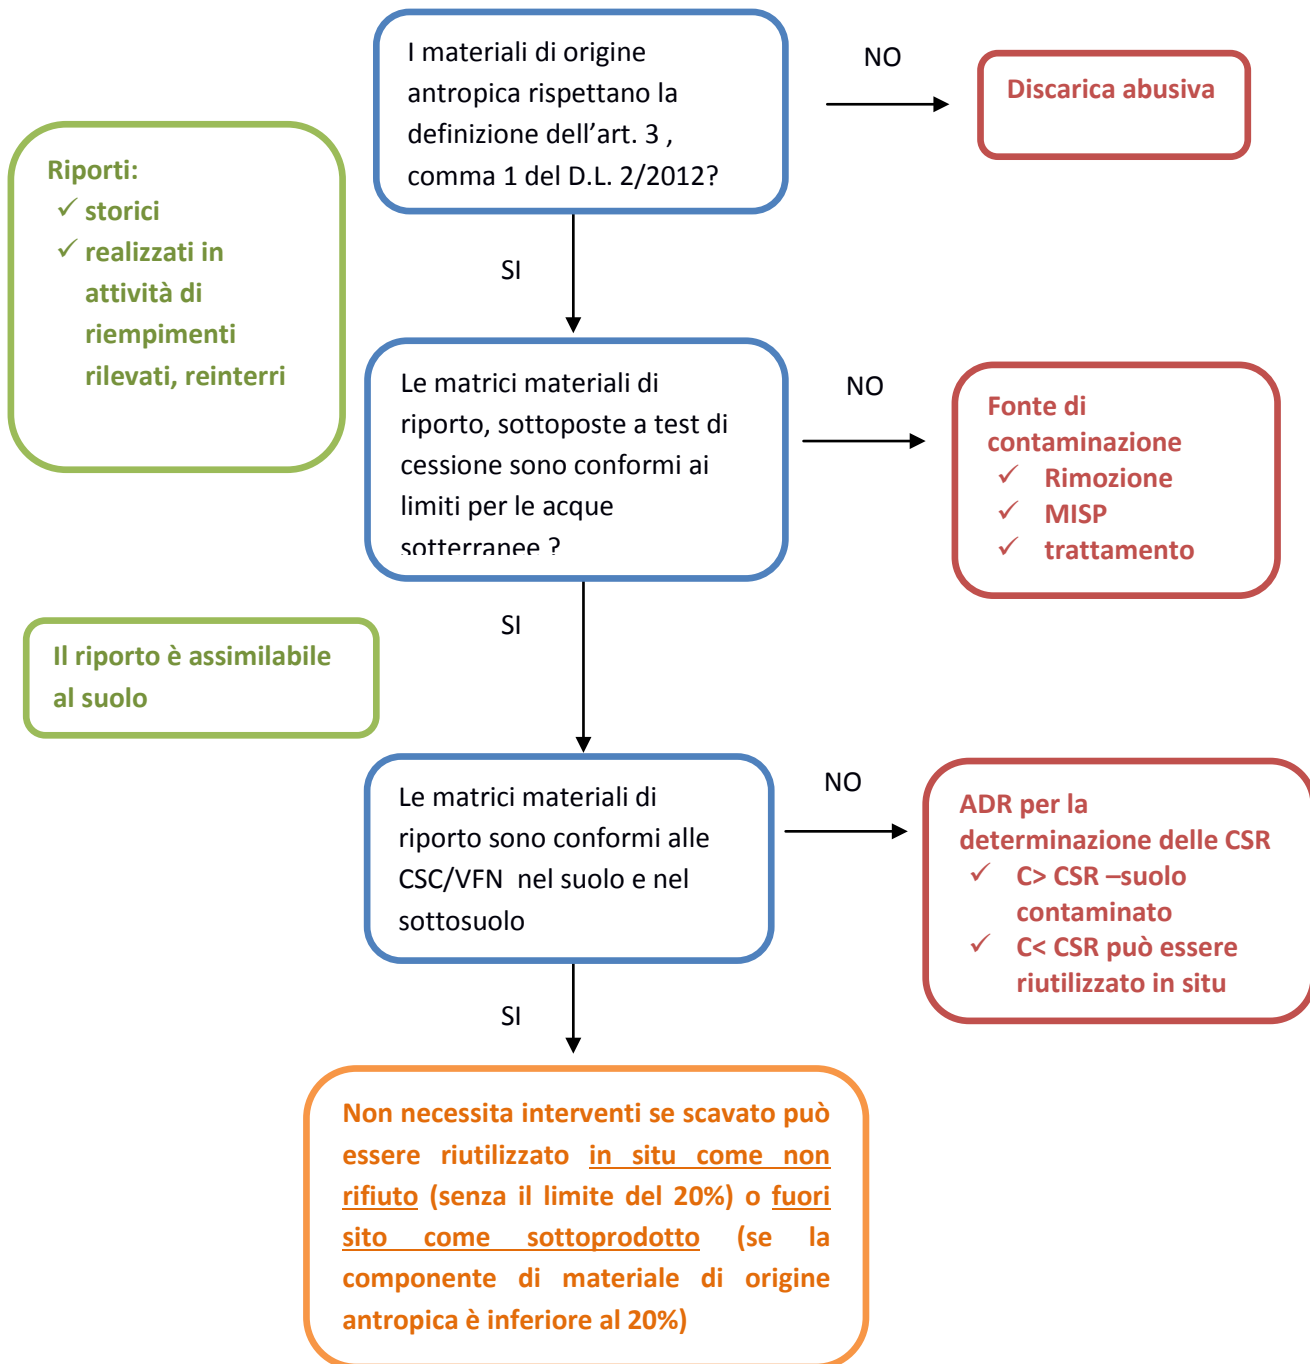 I materiali di origine
antropica rispettano la
definizione dell’art. 3 ,
comma 1 del D.L. 2/2012?
NO
Discarica abusiva
Riporti:
✓ storici
✓ realizzati in
attività di
riempimenti
rilevati, reinterri
SI
Le matrici materiali di
riporto, sottoposte a test di
cessione sono conformi ai
limiti per le acque
sotterranee ?
NO
Fonte di
contaminazione
✓ Rimozione
✓ MISP
✓ trattamento
SI
Il riporto è assimilabile
al suolo
Le matrici materiali di
riporto sono conformi alle
CSC/VFN nel suolo e nel
sottosuolo
NO
ADR per la
determinazione delle CSR
✓ C> CSR –suolo
contaminato
✓ C< CSR può essere
riutilizzato in situ
SI
Non necessita interventi se scavato può
essere riutilizzato in situ come non
rifiuto (senza il limite del 20%) o fuori
sito come sottoprodotto (se la
componente di materiale di origine
antropica è inferiore al 20%)